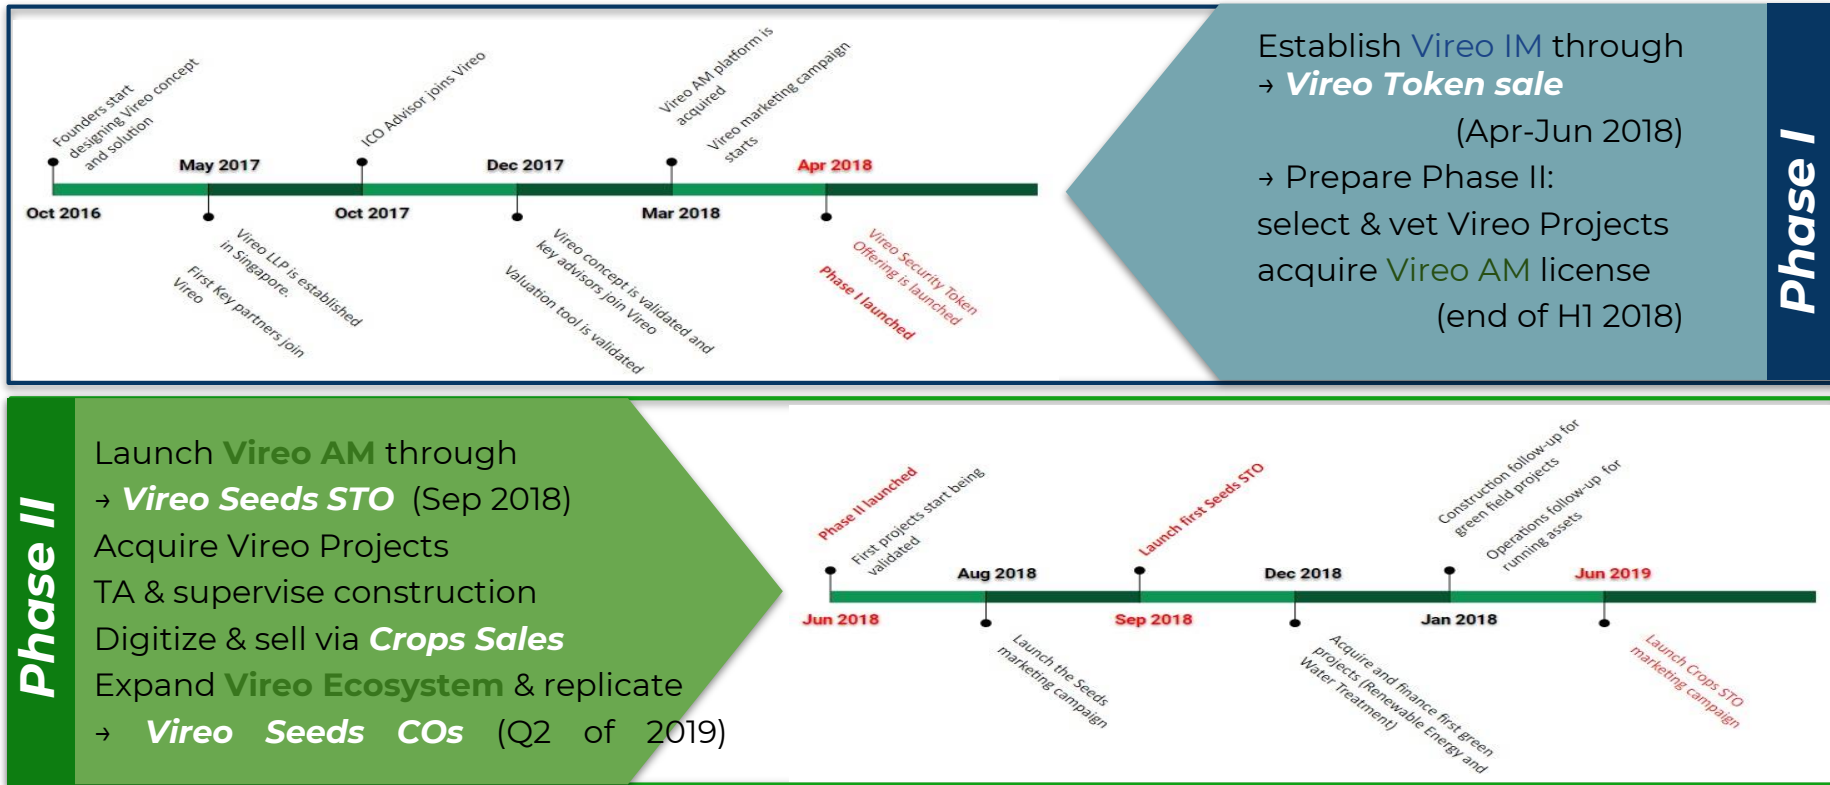 Founders start
designing Vireo concept
and solution
ICO Advisor joins Vireo
Vireo AM platform is
acquired
Vireo marketing campaign
starts
May 2017
Dec 2017
Apr 2018
Oct 2016
Oct 2017
Mar 2018
Vireo LLP is established
in Singapore.
First Key partners join
Vireo
Vireo concept is validated and
key advisors join Vireo
Valuation tool is validated
Vireo Security Token
Offering is launched
Phase I launched
Establish Vireo IM through
→ Vireo Token sale
(Apr-Jun 2018)
→ Prepare Phase II:
select & vet Vireo Projects
acquire Vireo AM license
(end of H1 2018)
Phase I
Phase II
Launch Vireo AM through
→ Vireo Seeds STO (Sep 2018)
Acquire Vireo Projects
TA & supervise construction
Digitize & sell via Crops Sales
Expand Vireo Ecosystem & replicate
→ Vireo Seeds COs (Q2 of 2019)
Phase II launched
First projects start being
validated
Launch first Seeds STO
Construction follow-up for
green field projects
Operations follow-up for
running assets
Aug 2018
Dec 2018
Jun 2019
Jun 2018
Sep 2018
Jan 2018
Launch the Seeds
marketing campaign
Acquire and finance first green
projects (Renewable Energy and
Water Treatment)
Launch Crops STO
marketing campaign